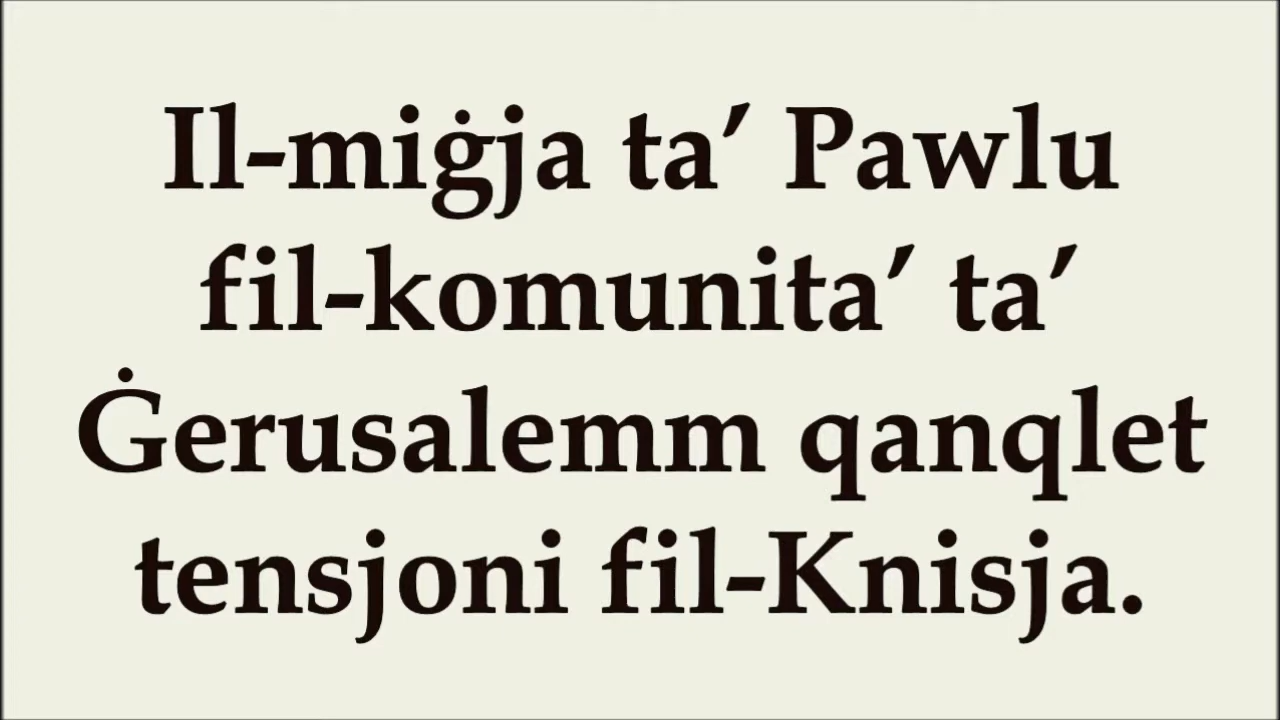 Il-miġja ta’ Pawlu
fil-komunita’ ta’
Ġerusalemm qanqlet
tensjoni fil-Knisja.